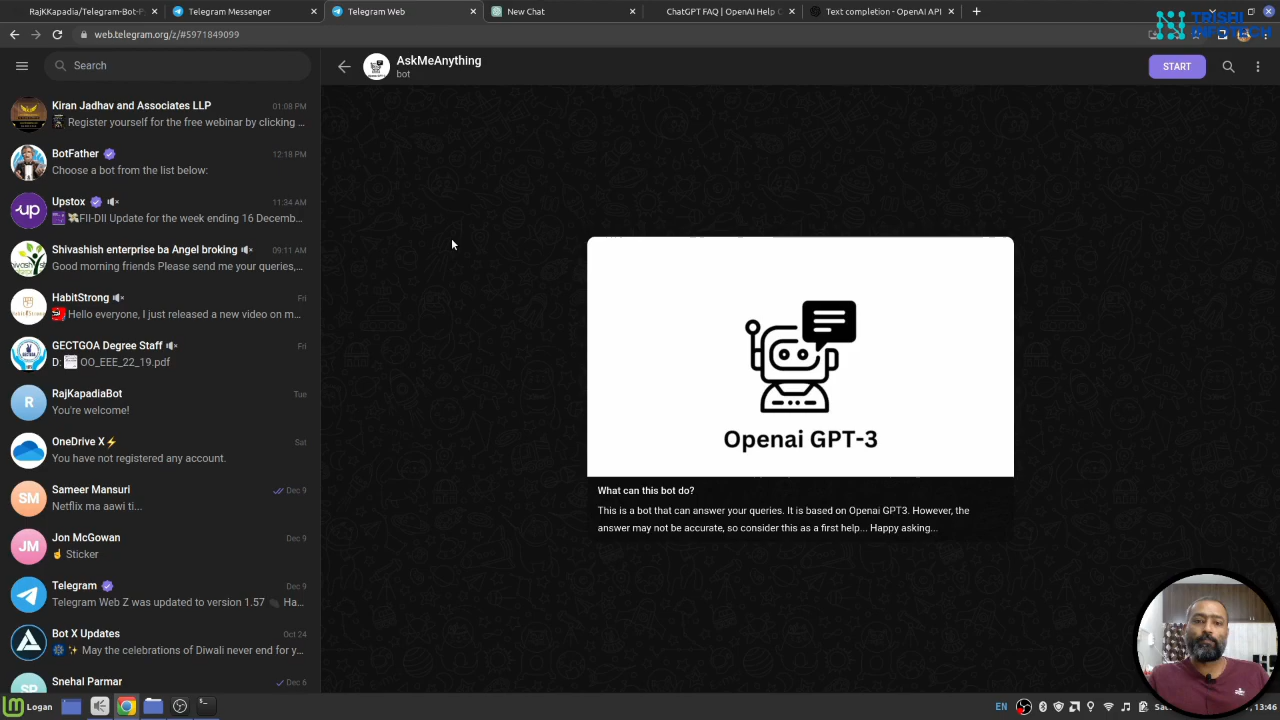 RajKKapadia/Telegram-Bot-P
Telegram Messenger
Telegram Web
New Chat
ChatGPT FAQ | OpenAI Help C
Text completion - OpenAI API
TRISAI
INFOTECH
web.telegram.org/z/#5971849099
Search
AskMeAnything
bot
START
Kiran Jadhav and Associates LLP
01:08 PM
Register yourself for the free webinar by clicking ...
BotFather
12:18 PM
Choose a bot from the list below:
Upstox
11:34 AM
up
FII-DII Update for the week ending 16 Decemb...
Shivashish enterprise ba Angel broking
09:11 AM
Good morning friends Please send me your queries,...
HabitStrong
Fri
Hello everyone, I just released a new video on m...
GECTGOA Degree Staff
Fri
D: OO_EEE_22_19.pdf
RajKapadiaBot
Tue
R
You're welcome!
OneDrive X
Sat
You have not registered any account.
Sameer Mansuri
Dec 9
SM
Netflix ma aawi ti...
Jon McGowan
Dec 9
JM
Sticker
Telegram
Dec 9
Telegram Web Z was updated to version 1.57 Ha...
Bot X Updates
Oct 24
May the celebrations of Diwali never end for y...
Snehal Parmar
Dec 6
SP
Openai GPT-3
What can this bot do?
This is a bot that can answer your queries. It is based on Openai GPT3. However, the
answer may not be accurate, so consider this as a first help... Happy asking...
Logan
EN
13:46